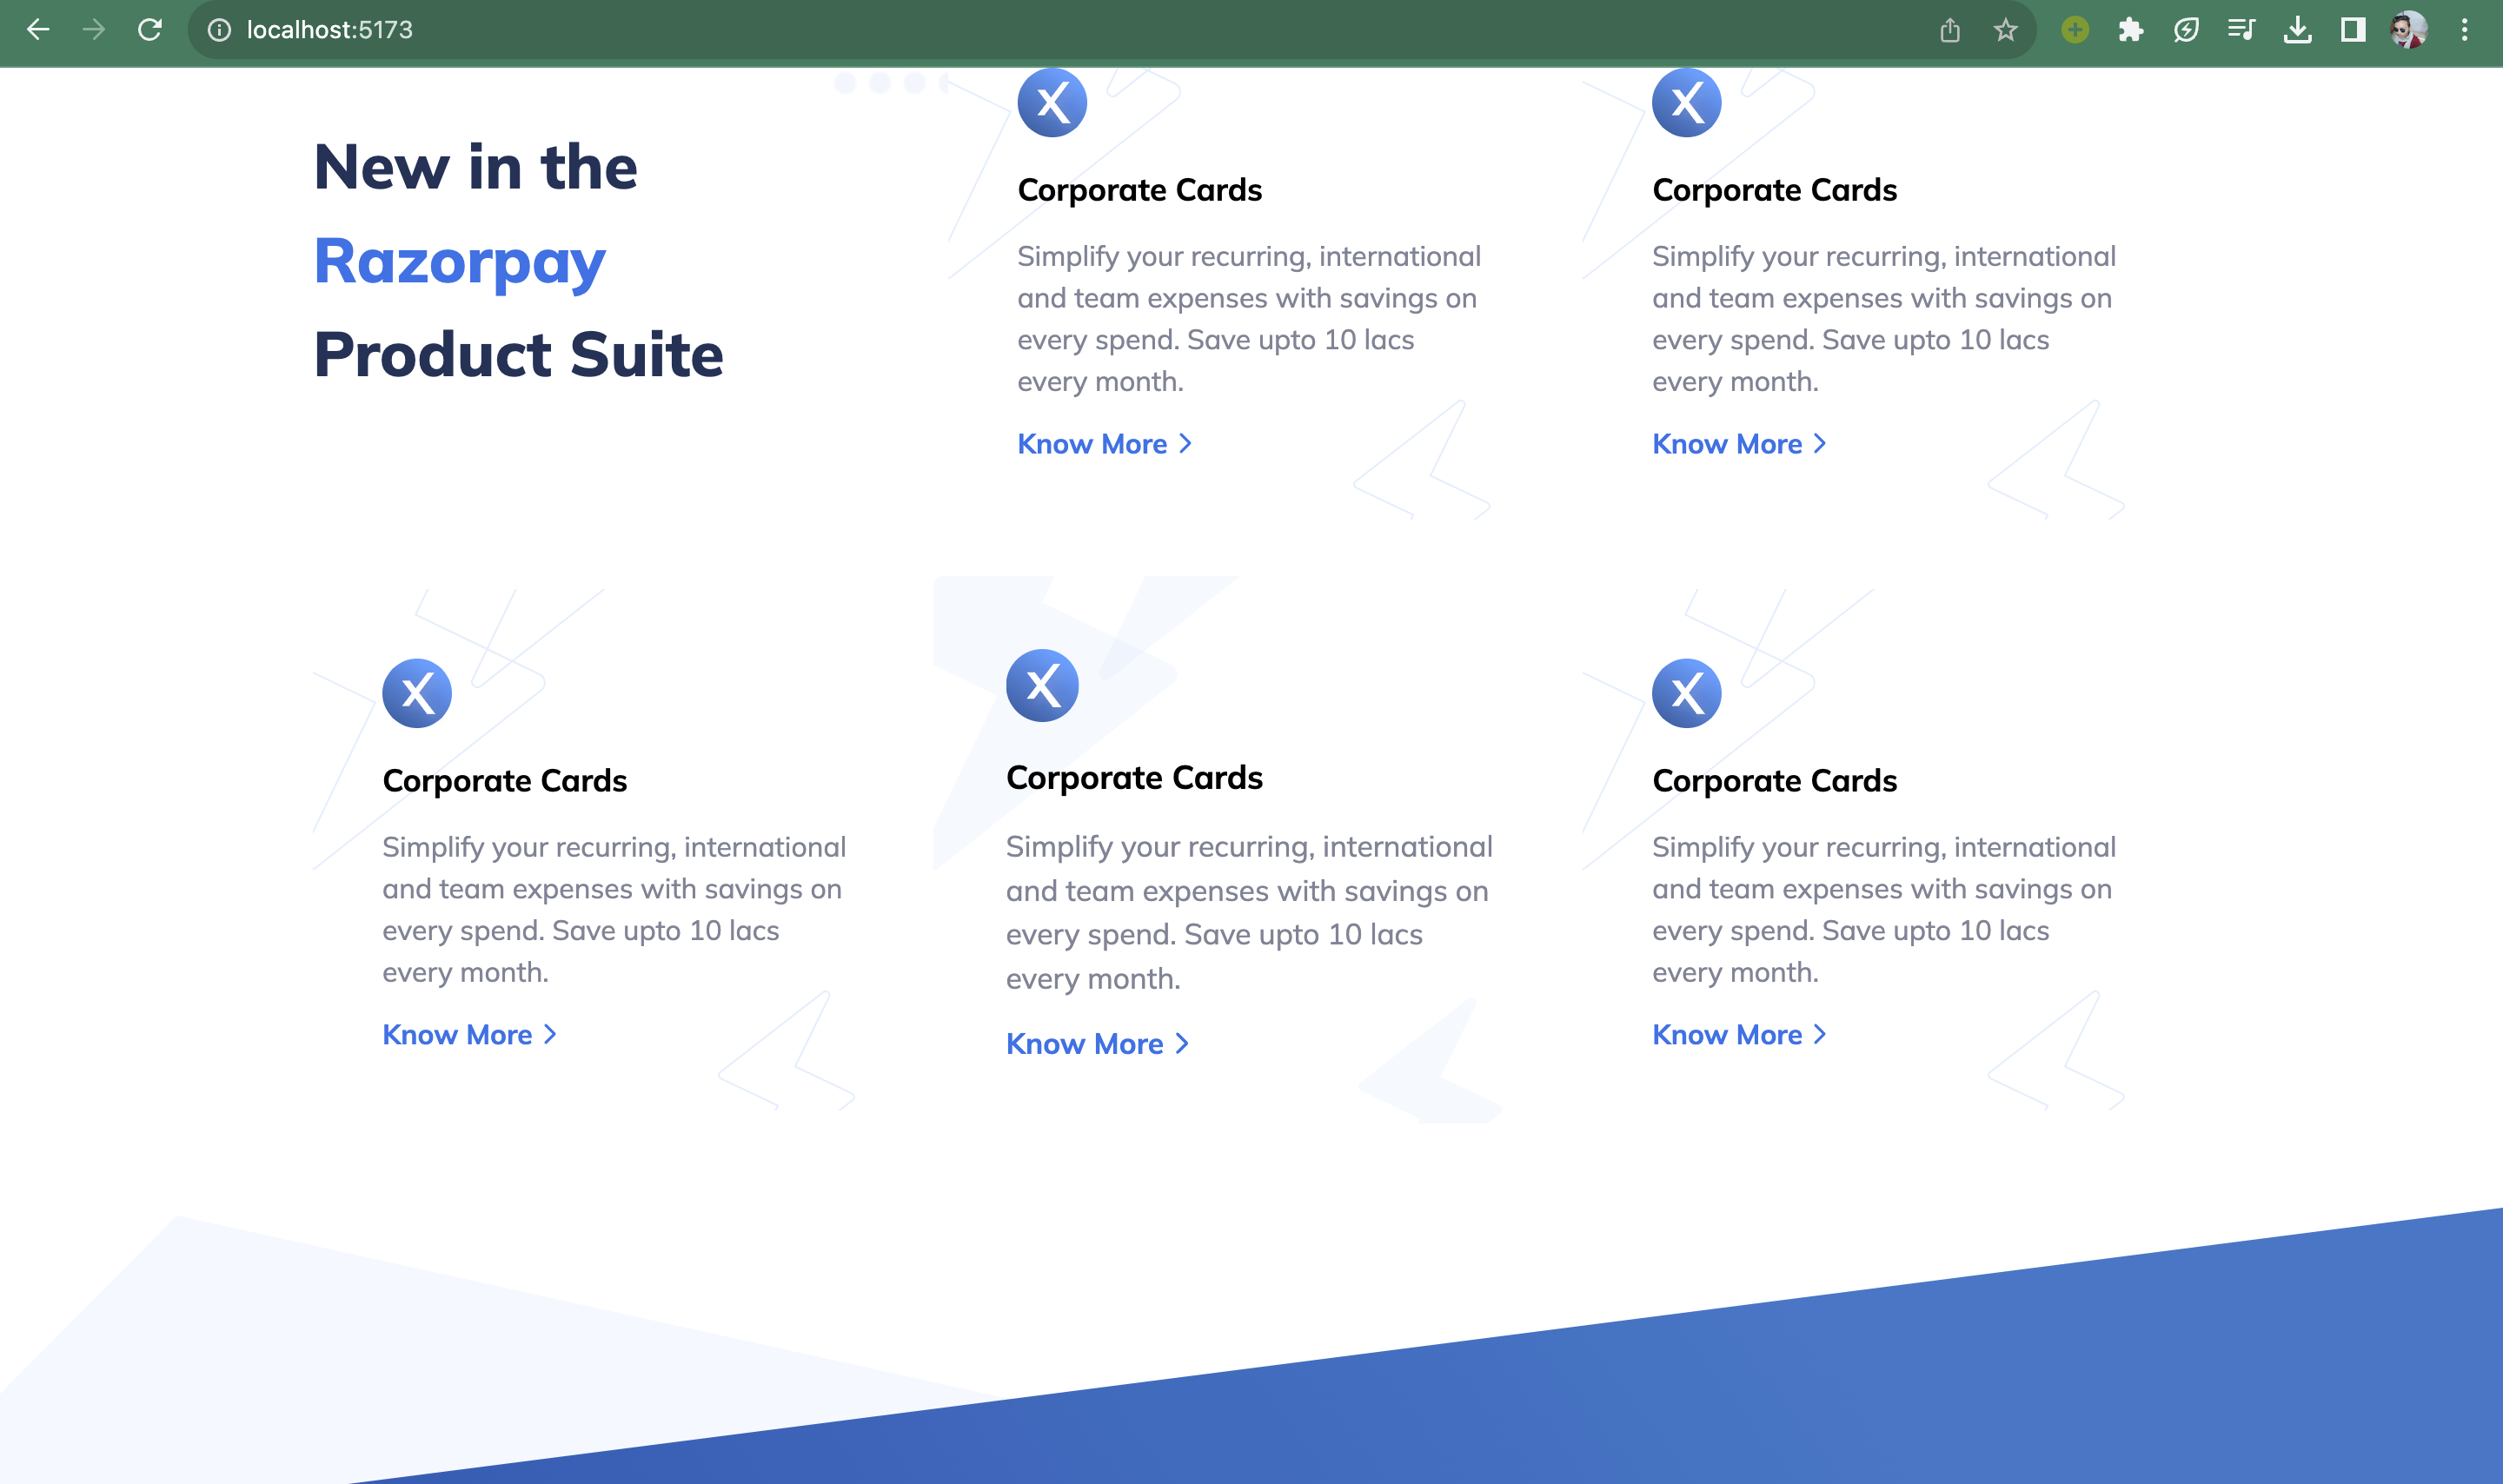 localhost:5173
New in the
Razorpay
Product Suite
Corporate Cards
Simplify your recurring, international
and team expenses with savings on
every spend. Save upto 10 lacs
every month.
Know More
Corporate Cards
Simplify your recurring, international
and team expenses with savings on
every spend. Save upto 10 lacs
every month.
Know More
Corporate Cards
Simplify your recurring, international
and team expenses with savings on
every spend. Save upto 10 lacs
every month.
Know More
Corporate Cards
Simplify your recurring, international
and team expenses with savings on
every spend. Save upto 10 lacs
every month.
Know More
Corporate Cards
Simplify your recurring, international
and team expenses with savings on
every spend. Save upto 10 lacs
every month.
Know More